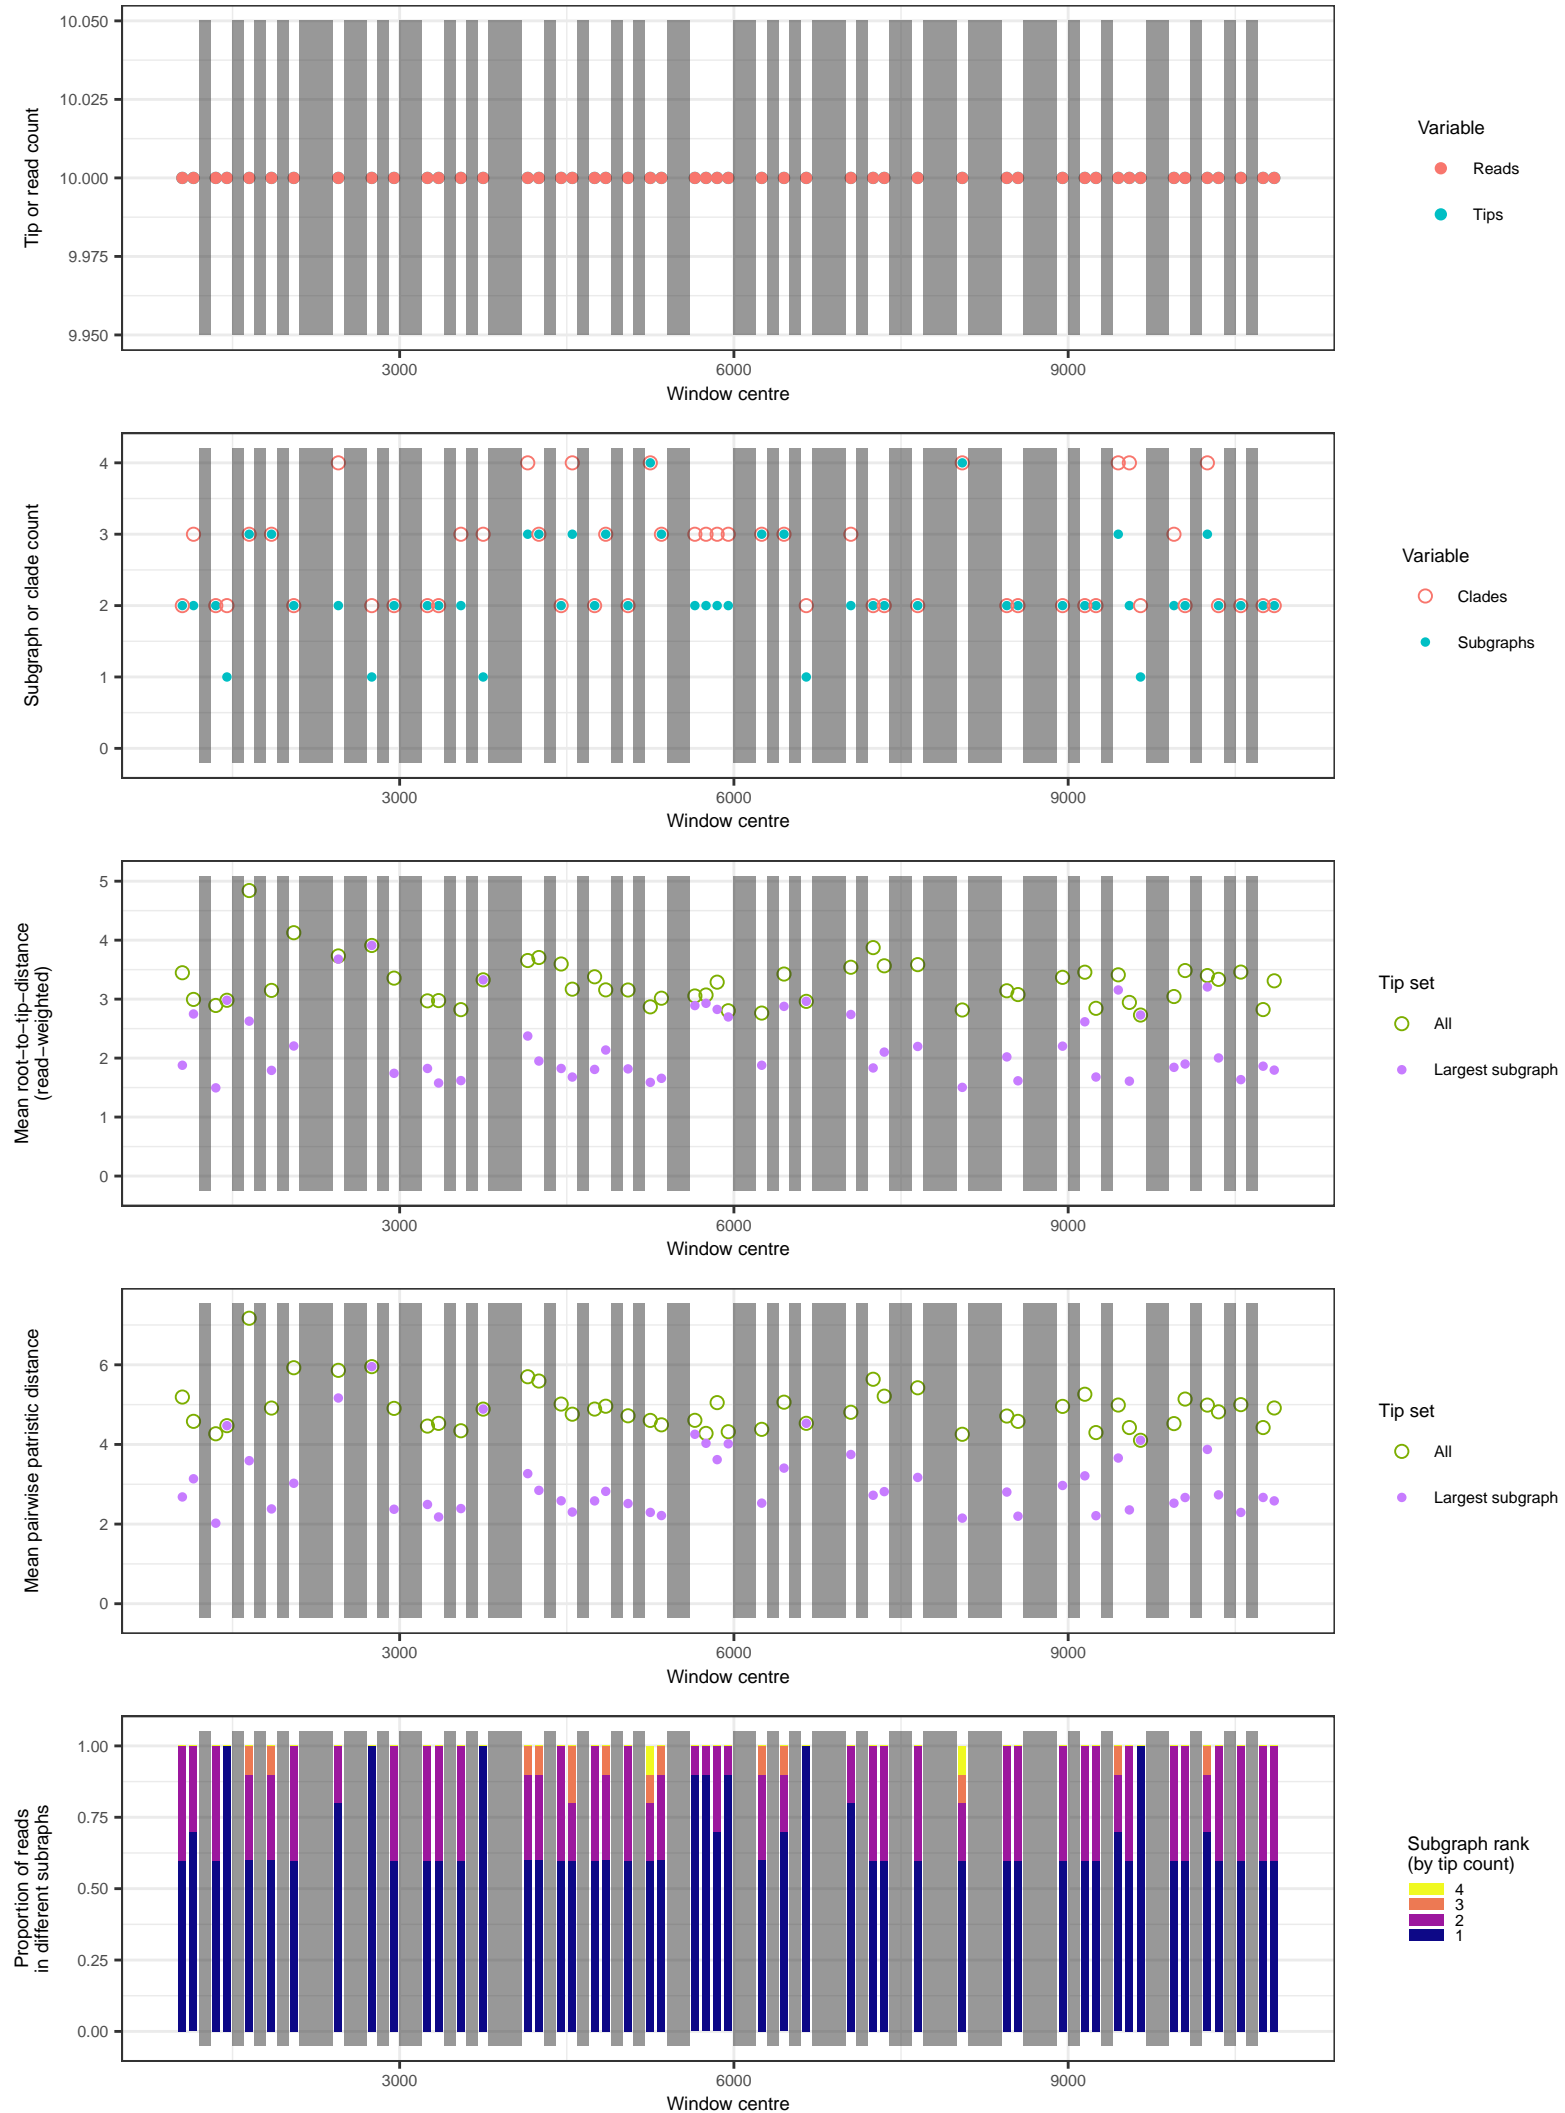 10.050
10.025
10.000
9.975
9.950
Tip or read count
3000
6000
9000
Window centre
Variable
Reads
Tips
4
3
2
1
0
Subgraph or clade count
3000
6000
9000
Window centre
Variable
Clades
Subgraphs
5
4
3
2
1
0
Mean root−to−tip−distance
(read−weighted)
3000
6000
9000
Window centre
Tip set
All
Largest subgraph
6
4
2
0
Mean pairwise patristic distance
3000
6000
9000
Window centre
Tip set
All
Largest subgraph
1.00
0.75
0.50
0.25
0.00
Proportion of reads
in different subraphs
3000
6000
9000
Window centre
Subgraph rank
(by tip count)
4
3
2
1